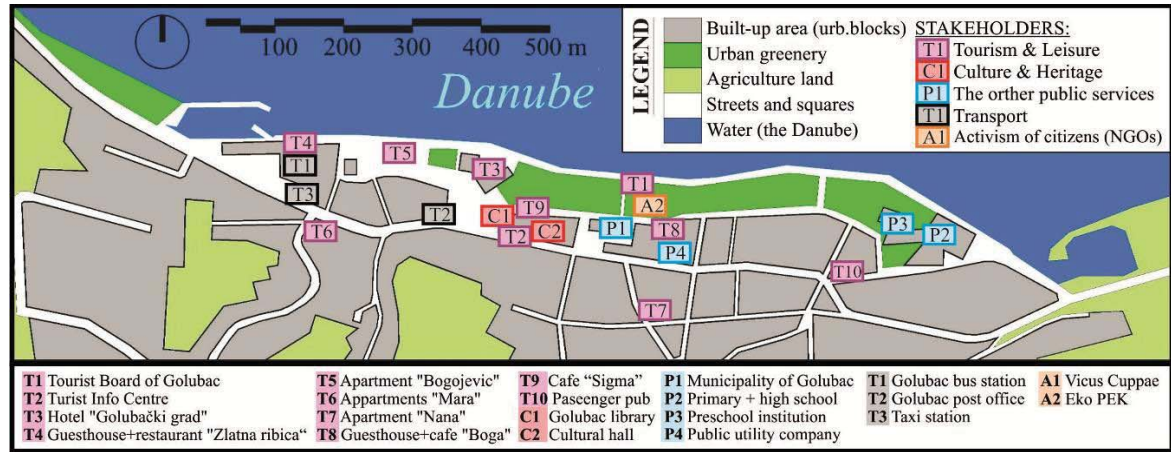 100 200 300 400 500 m
Danube
LEGEND
Built-up area (urb.blocks)
Urban greenery
Agriculture land
Streets and squares
Water (the Danube)
STAKEHOLDERS:
T1 Tourism & Leisure
C1 Culture & Heritage
P1 The orther public services
T1 Transport
A1 Activism of citizens (NGOs)
T4
T1
T3
T6
T5
T2
T3
C1
T9
T2
C2
T1
A2
P1
T8
P4
T7
T10
P3
P2
T1 Tourist Board of Golubac
T2 Turist Info Centre
T3 Hotel "Golubački grad"
T4 Guesthouse+restaurant "Zlatna ribica“
T5 Apartment "Bogojevic"
T6 Appartments "Mara"
T7 Apartment "Nana"
T8 Guesthouse+cafe "Boga"
T9 Cafe “Sigma”
T10 Paseenger pub
C1 Golubac library
C2 Cultural hall
P1 Municipality of Golubac
P2 Primary + high school
P3 Preschool institution
P4 Public utility company
T1 Golubac bus station
T2 Golubac post office
T3 Taxi station
A1 Vicus Cuppae
A2 Eko PEK